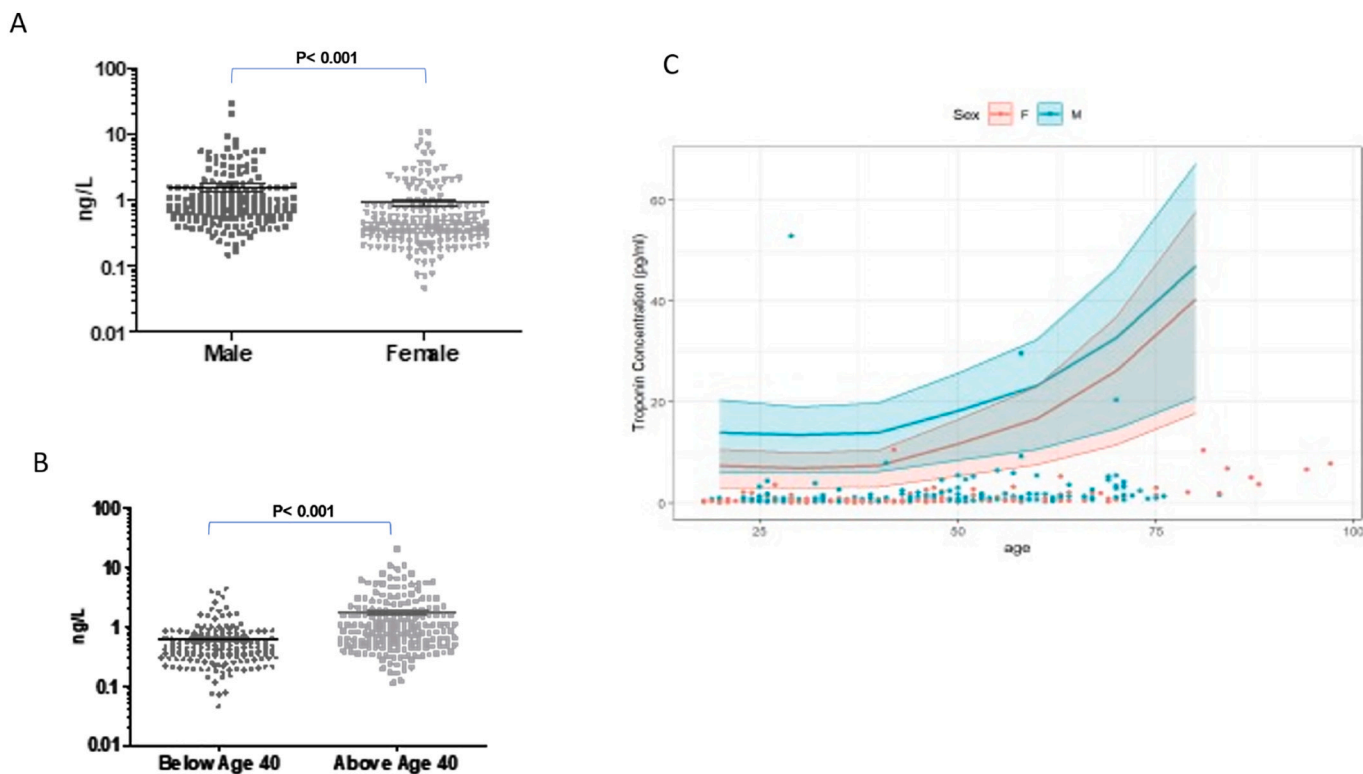 A
P< 0.001
100
10
1
0.1
0.01
ng/L
Male Female
B
P< 0.001
100
10
1
0.1
0.01
ng/L
Below Age 40 Above Age 40
C
Sex F M
60
40
20
0
Troponin Concentration (pg/ml)
25 50 75 100
age